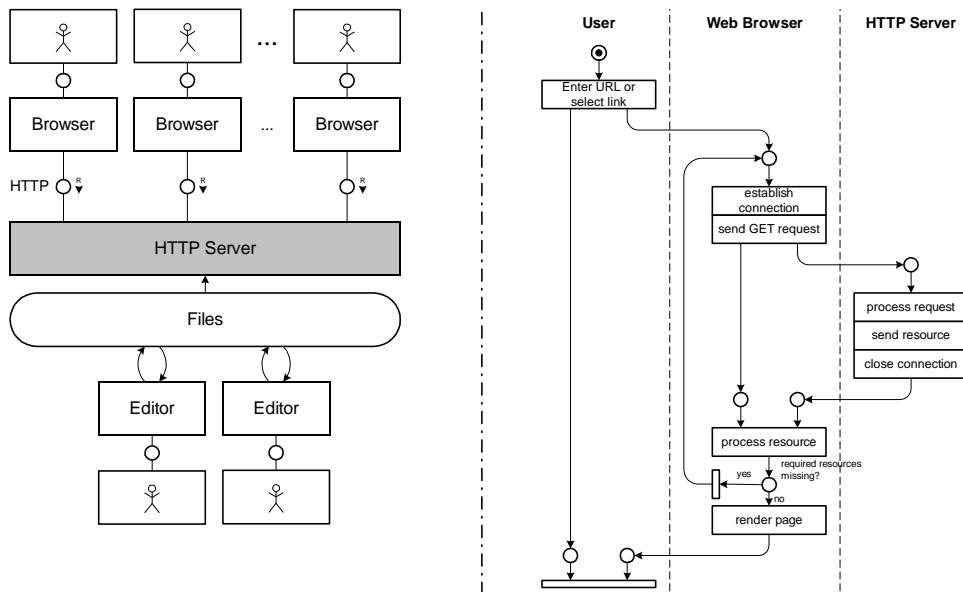 ...
Browser
Browser
...
Browser
HTTP
R
R
R
HTTP Server
Files
Editor
Editor
User
Web Browser
HTTP Server
Enter URL or
select link
establish
connection
send GET request
process request
send resource
close connection
process resource
required resources
missing?
yes
no
render page